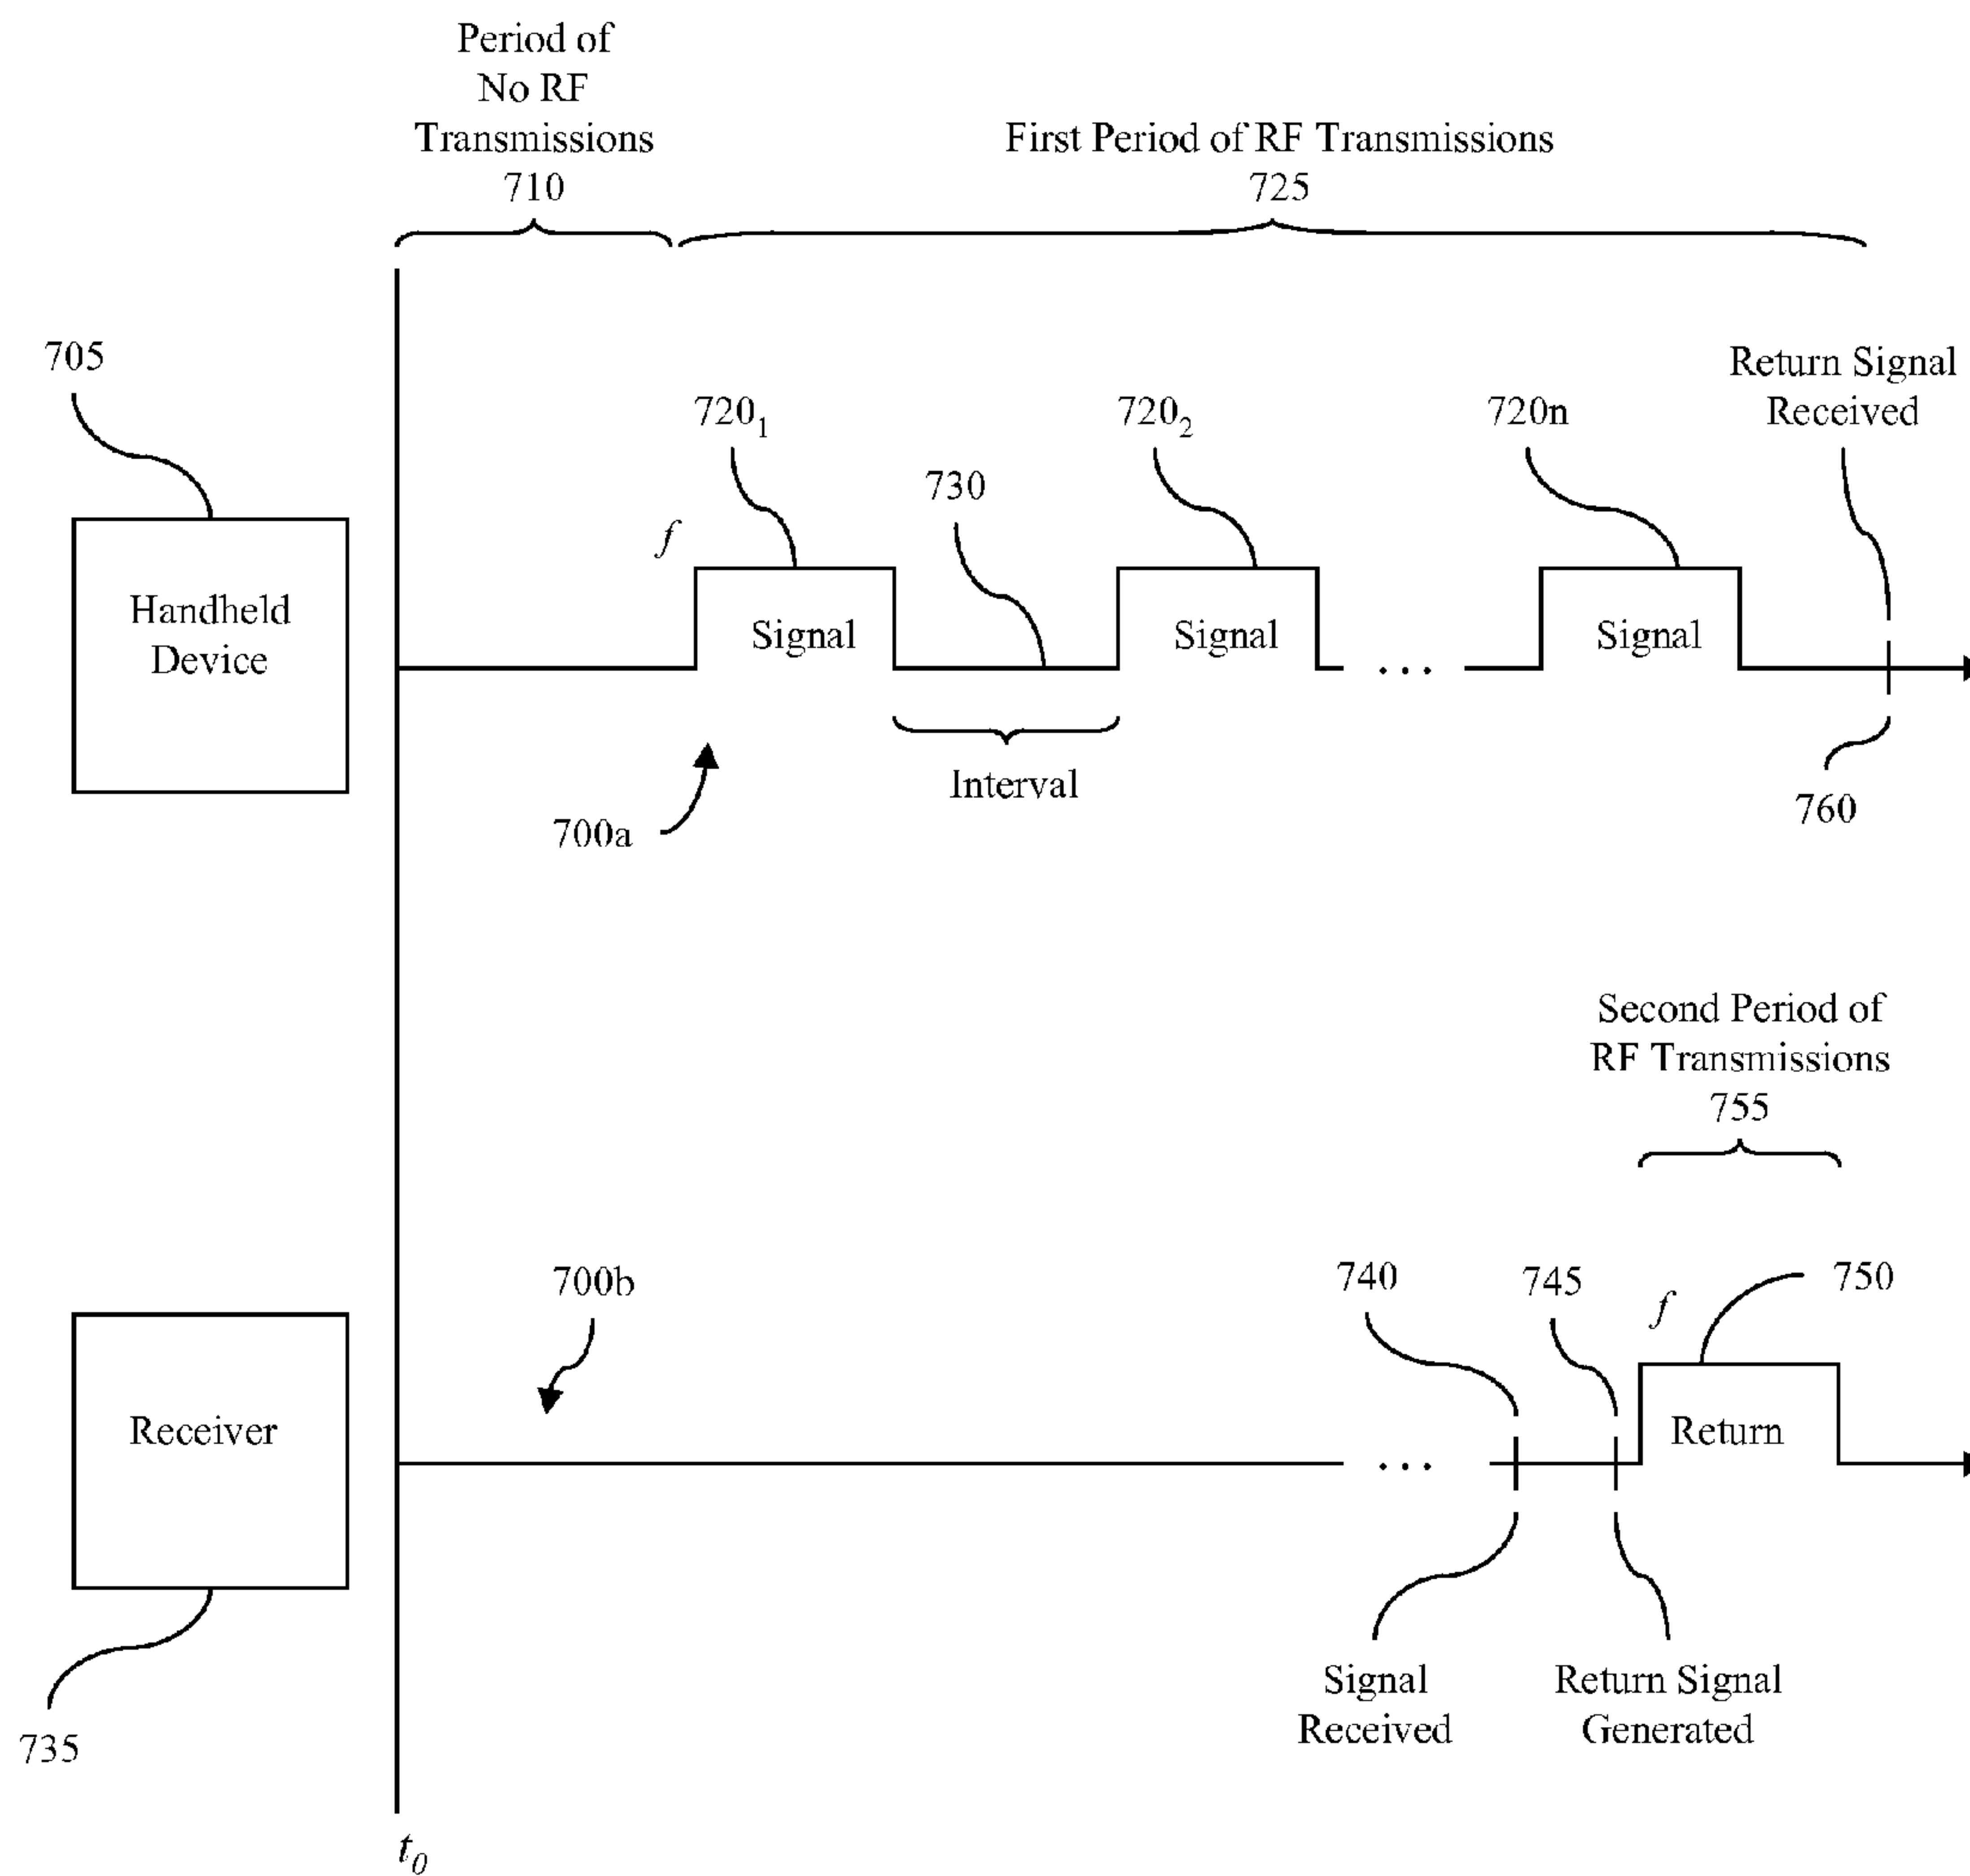 Period of
No RF
Transmissions
710
First Period of RF Transmissions
725
705
Return Signal
Received
720₁
720₂
720n
730
f
Handheld
Device
Signal
Signal
...
Signal
Interval
700a
760
Second Period of
RF Transmissions
755
700b
740
745
f
750
Receiver
...
Return
Signal
Received
Return Signal
Generated
735
t₀